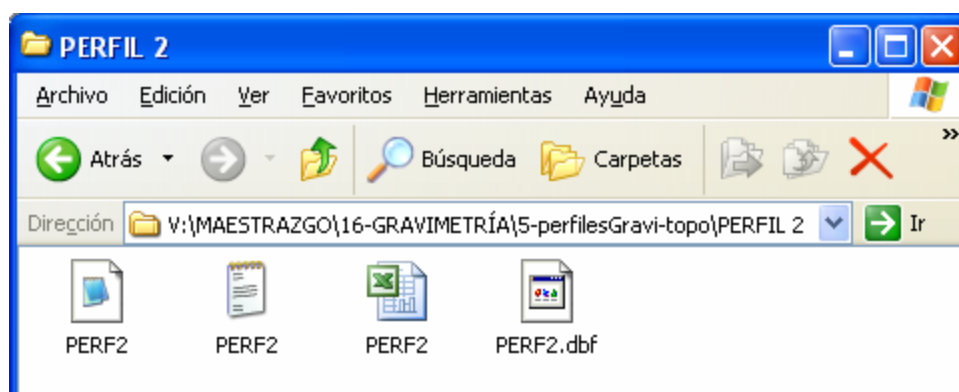 PERFIL 2
Archivo Edición Ver Favoritos Herramientas Ayuda
Atrás Búsqueda Carpetas »
Dirección V:\MAESTRAZGO\16-GRAVIMETRÍA\5-perfilesGravi-topo\PERFIL 2 Ir
PERF2 PERF2 PERF2 PERF2.dbf